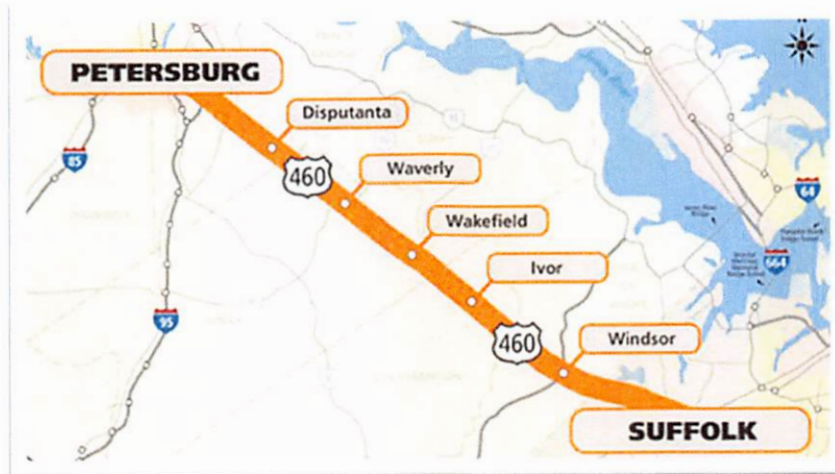 PETERSBURG
Disputanta
85
460
Waverly
Wakefield
64
Ivor
664
95
460
Windsor
SUFFOLK